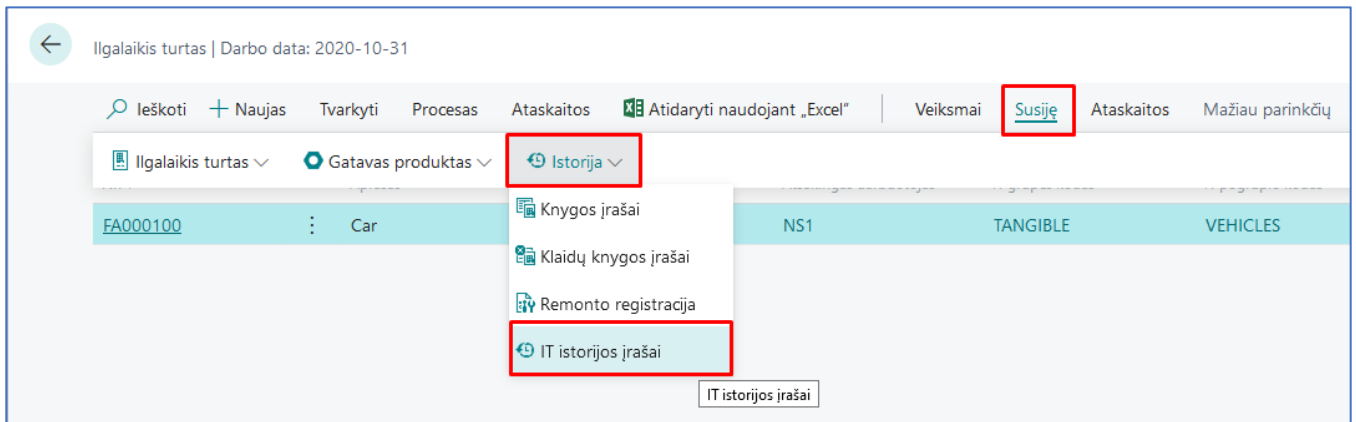 Ilgalaikis turtas | Darbo data: 2020-10-31
Ieškoti Naujas Tvarkyti Procesas Ataskaitos Atidaryti naudojant „Excel“ Veiksmai Susiję Ataskaitos Mažiau parinkčių
Ilgalaikis turtas Gatavas produktas Istorija
FA000100 Car NS1 TANGIBLE VEHICLES
Knygos įrašai
Klaidų knygos įrašai
Remonto registracija
IT istorijos įrašai
IT istorijos įrašai